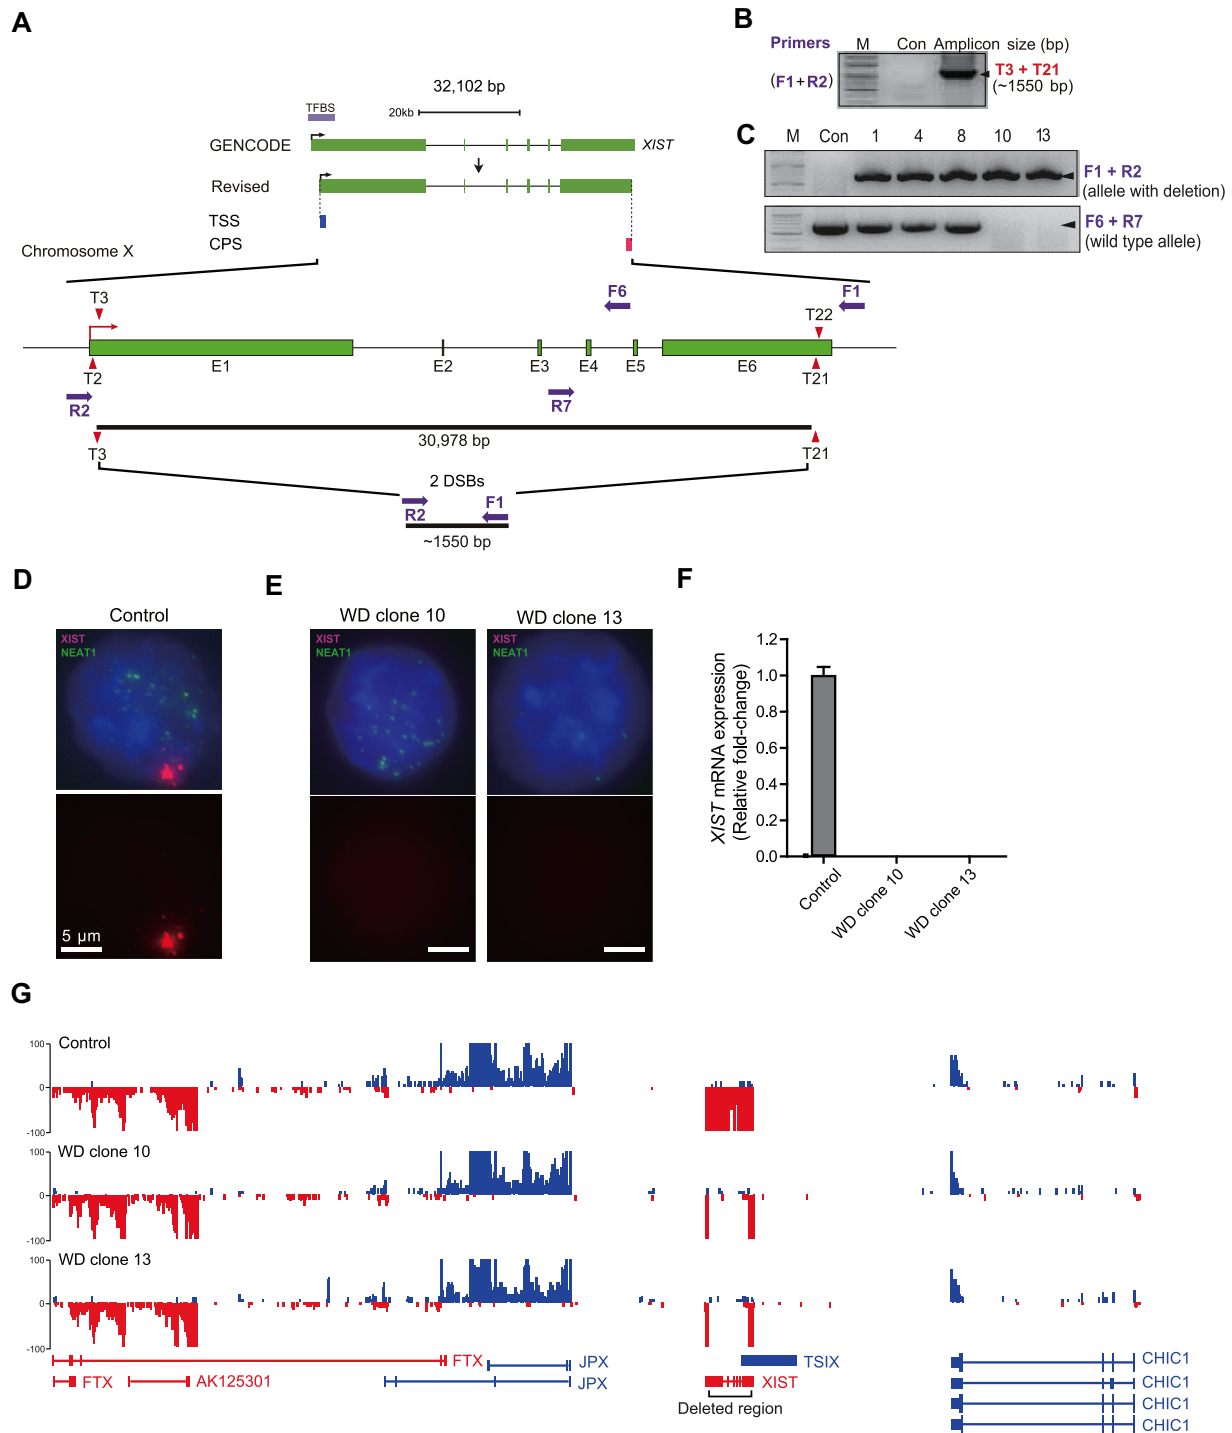 A
32,102 bp
TFBS
20kb
GENCODE
XIST
Revised
TSS
CPS
Chromosome X
T3
F6
F1
T22
E1
E2
E3
E4
E5
E6
T2
T21
R2
R7
30,978 bp
T3
T21
2 DSBs
R2
F1
~1550 bp
B
Primers
M
Con
Amplicon size (bp)
(F1+R2)
T3 + T21
(~1550 bp)
C
M
Con
1
4
8
10
13
F1 + R2
(allele with deletion)
F6 + R7
(wild type allele)
D
Control
XIST
NEAT1
5 µm
E
WD clone 10
WD clone 13
XIST
NEAT1
XIST
NEAT1
F
XIST mRNA expression
(Relative fold-change)
1.2
1.0
0.8
0.6
0.4
0.2
0.0
Control
WD clone 10
WD clone 13
G
100
Control
0
-100
WD clone 10
100
0
-100
WD clone 13
100
0
-100
FTX
JPX
TSIX
CHIC1
FTX
AK125301
JPX
XIST
CHIC1
Deleted region
CHIC1
CHIC1